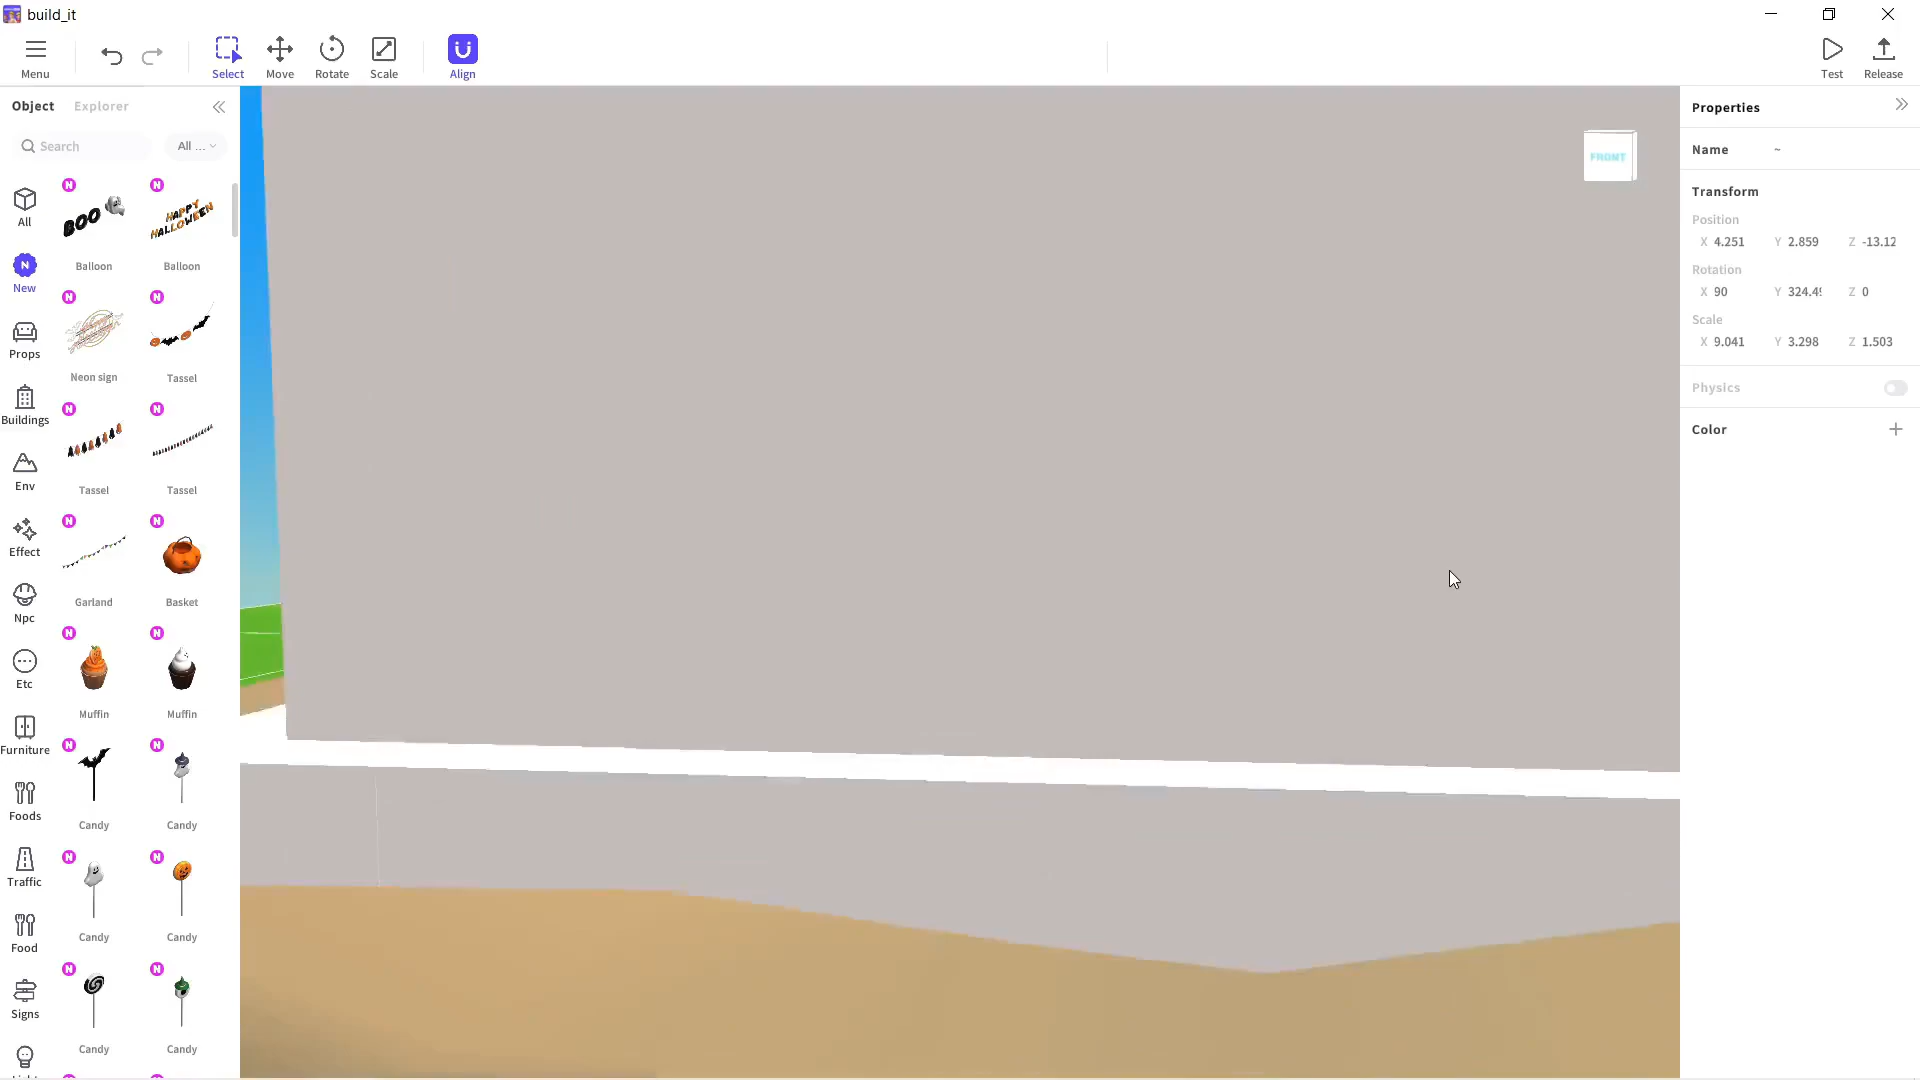 build_it
Menu
Select
Move
Rotate
Scale
Align
Test
Release
Object
Explorer
Search
All ...
All
New
Props
Buildings
Env
Effect
Npc
Etc
Furniture
Foods
Traffic
Food
Signs
N
N
BOO
HAPPY
HALLOWEEN
Balloon
Balloon
N
N
Neon sign
Tassel
N
N
Tassel
Tassel
N
N
Garland
Basket
N
N
Muffin
Muffin
N
N
Candy
Candy
N
N
Candy
Candy
N
N
Candy
Candy
FRONT
Properties
Name ~
Transform
Position
X 4.251 Y 2.859 Z -13.12
Rotation
X 90 Y 324.4 Z 0
Scale
X 9.041 Y 3.298 Z 1.503
Physics
Color